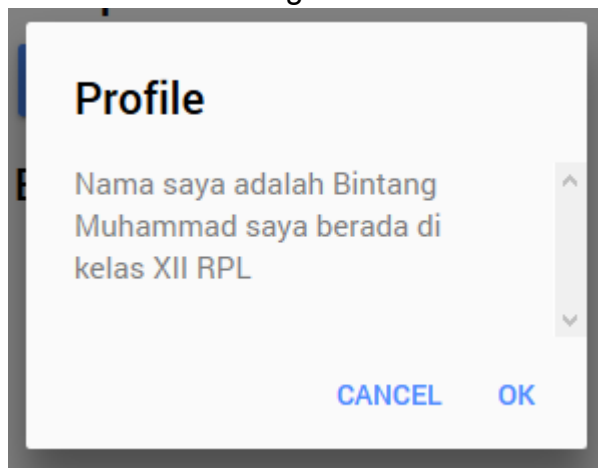 Profile
Nama saya adalah Bintang
Muhammad saya berada di
kelas XII RPL
CANCEL OK